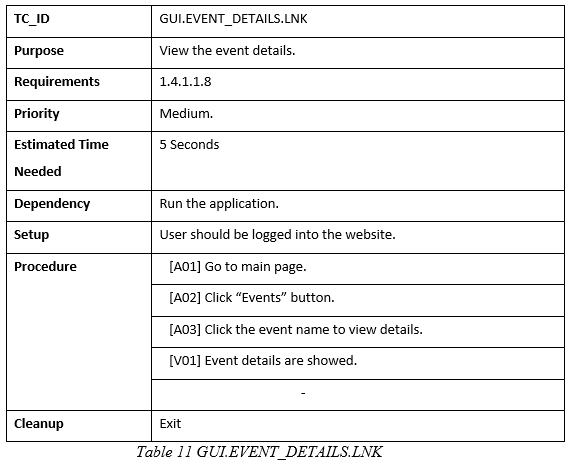 TC_ID GUI.EVENT_DETAILS.LNK
Purpose View the event details.
Requirements 1.4.1.1.8
Priority Medium.
Estimated Time Needed 5 Seconds
Dependency Run the application.
Setup User should be logged into the website.
Procedure [A01] Go to main page.
[A02] Click “Events” button.
[A03] Click the event name to view details.
[V01] Event details are showed.
-
Cleanup Exit
Table 11 GUI.EVENT_DETAILS.LNK